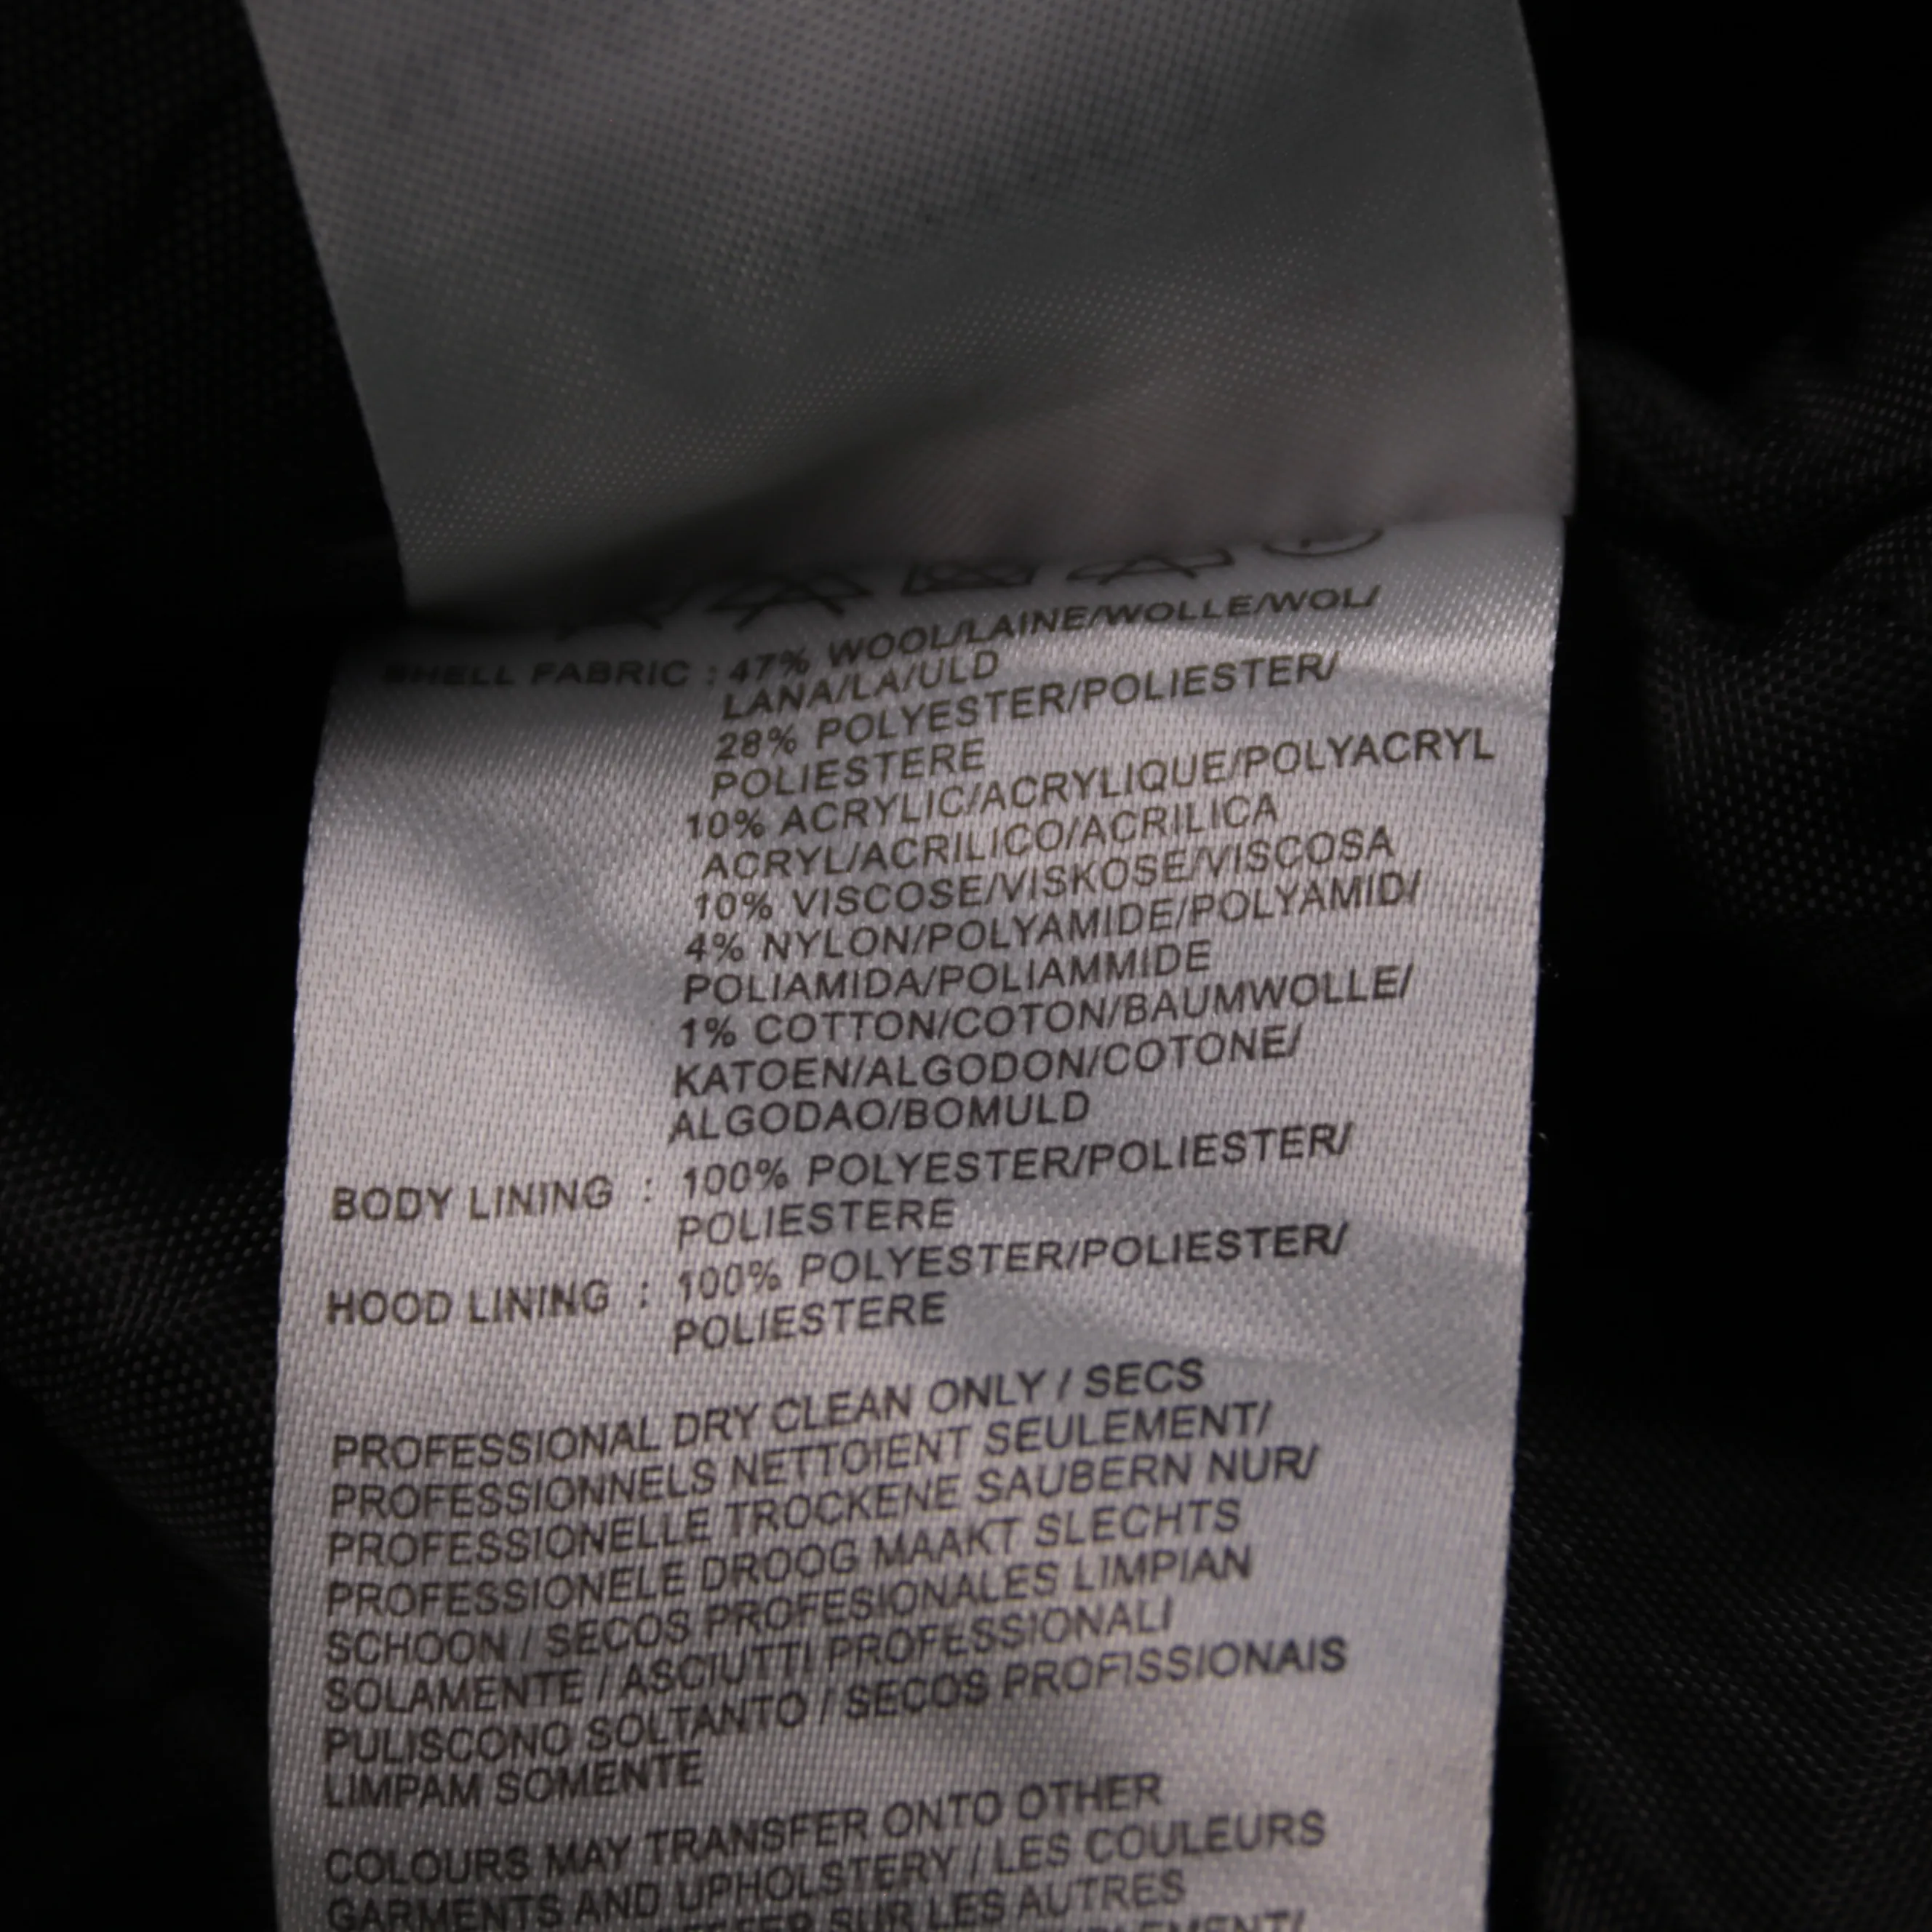 SHELL FABRIC : 47% WOOL/LAINE/WOLLE/WOL/
LANA/LA/ULD
28% POLYESTER/POLIESTER/
POLIESTERE
10% ACRYLIC/ACRYLIQUE/POLYACRYL
ACRYL/ACRILICO/ACRILICA
10% VISCOSE/VISKOSE/VISCOSA
4% NYLON/POLYAMIDE/POLYAMID/
POLIAMIDA/POLIAMMIDE
1% COTTON/COTON/BAUMWOLLE/
KATOEN/ALGODON/COTONE/
ALGODAO/BOMULD
BODY LINING : 100% POLYESTER/POLIESTER/
POLIESTERE
HOOD LINING : 100% POLYESTER/POLIESTER/
POLIESTERE
PROFESSIONAL DRY CLEAN ONLY / SECS
PROFESSIONNELS NETTOIENT SEULEMENT/
PROFESSIONELLE TROCKENE SAUBERN NUR/
PROFESSIONELE DROOG MAAKT SLECHTS
SCHOON / SECOS PROFESIONALES LIMPIAN
SOLAMENTE / ASCIUTTI PROFESSIONALI
PULISCONO SOLTANTO / SECOS PROFISSIONAIS
LIMPAM SOMENTE
COLOURS MAY TRANSFER ONTO OTHER
GARMENTS AND UPHOLSTERY / LES COULEURS
SUR LES AUTRES